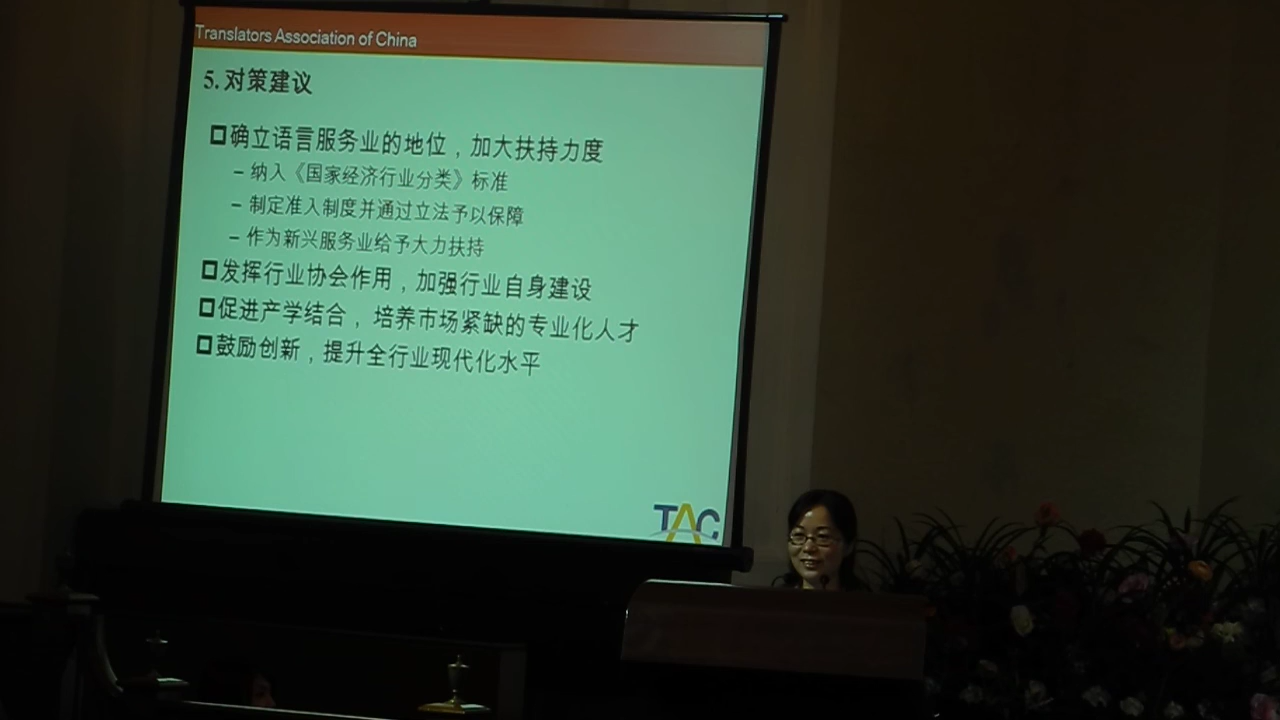 Translators Association of China
5. 对策建议
确立语言服务业的地位，加大扶持力度
– 纳入《国家经济行业分类》标准
– 制定准入制度并通过立法予以保障
– 作为新兴服务业给予大力扶持
发挥行业协会作用，加强行业自身建设
促进产学结合，培养市场紧缺的专业化人才
鼓励创新，提升全行业现代化水平
TAC